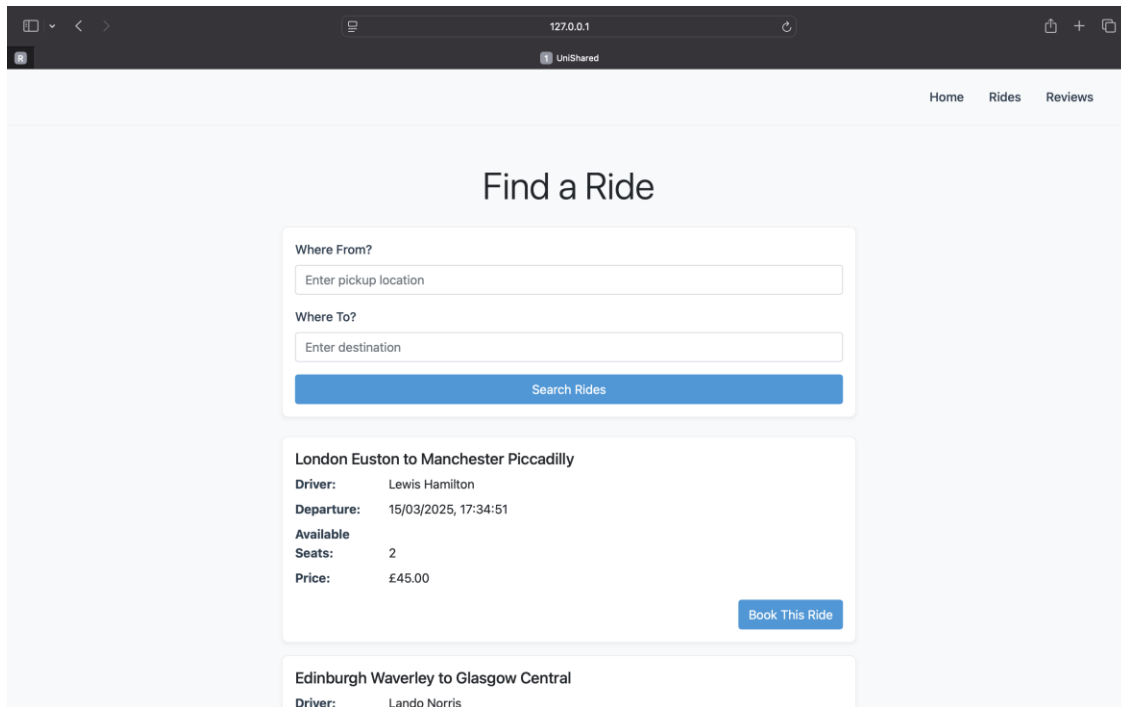 127.0.0.1
R
1 UniShared
Home Rides Reviews
Find a Ride
Where From?
Enter pickup location
Where To?
Enter destination
Search Rides
London Euston to Manchester Piccadilly
Driver: Lewis Hamilton
Departure: 15/03/2025, 17:34:51
Available
Seats: 2
Price: £45.00
Book This Ride
Edinburgh Waverley to Glasgow Central
Driver: Lando Norris